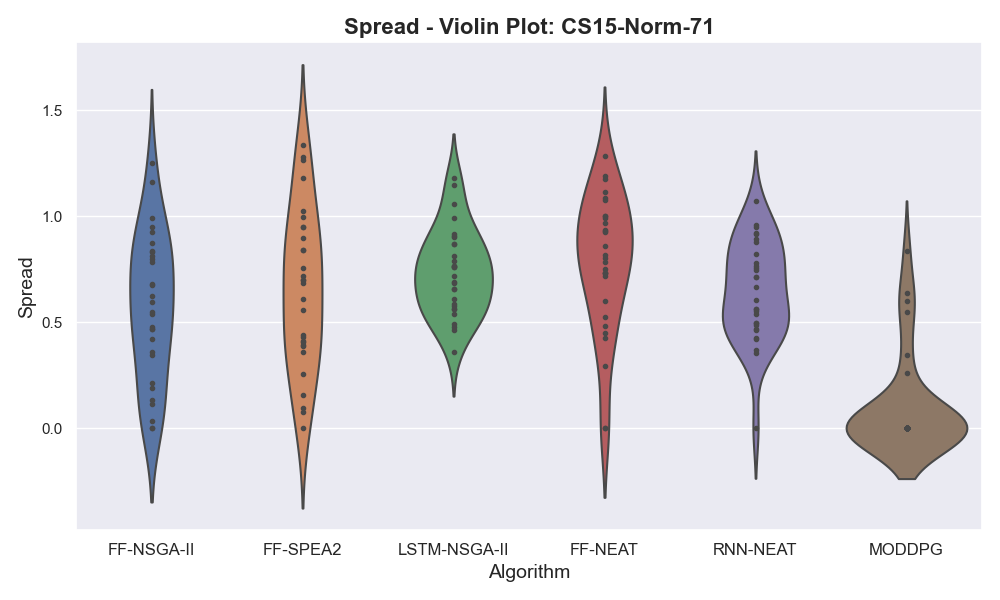 Spread - Violin Plot: CS15-Norm-71
Spread
1.5
1.0
0.5
0.0
FF-NSGA-II
FF-SPEA2
LSTM-NSGA-II
FF-NEAT
RNN-NEAT
MODDPG
Algorithm